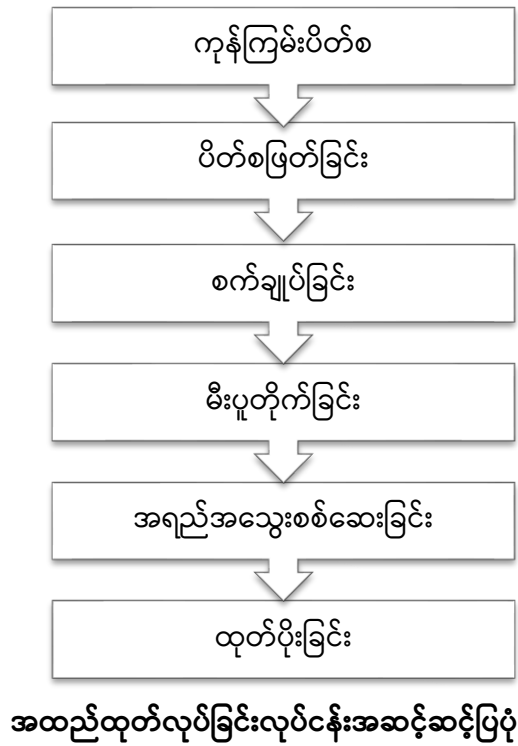 ကုန်ကြမ်းပိတ်စ
ပိတ်စဖြတ်ခြင်း
စက်ချုပ်ခြင်း
မီးပူတိုက်ခြင်း
အရည်အသွေးစစ်ဆေးခြင်း
ထုတ်ပိုးခြင်း
အထည်ထုတ်လုပ်ခြင်းလုပ်ငန်းအဆင့်ဆင့်ပြပုံ